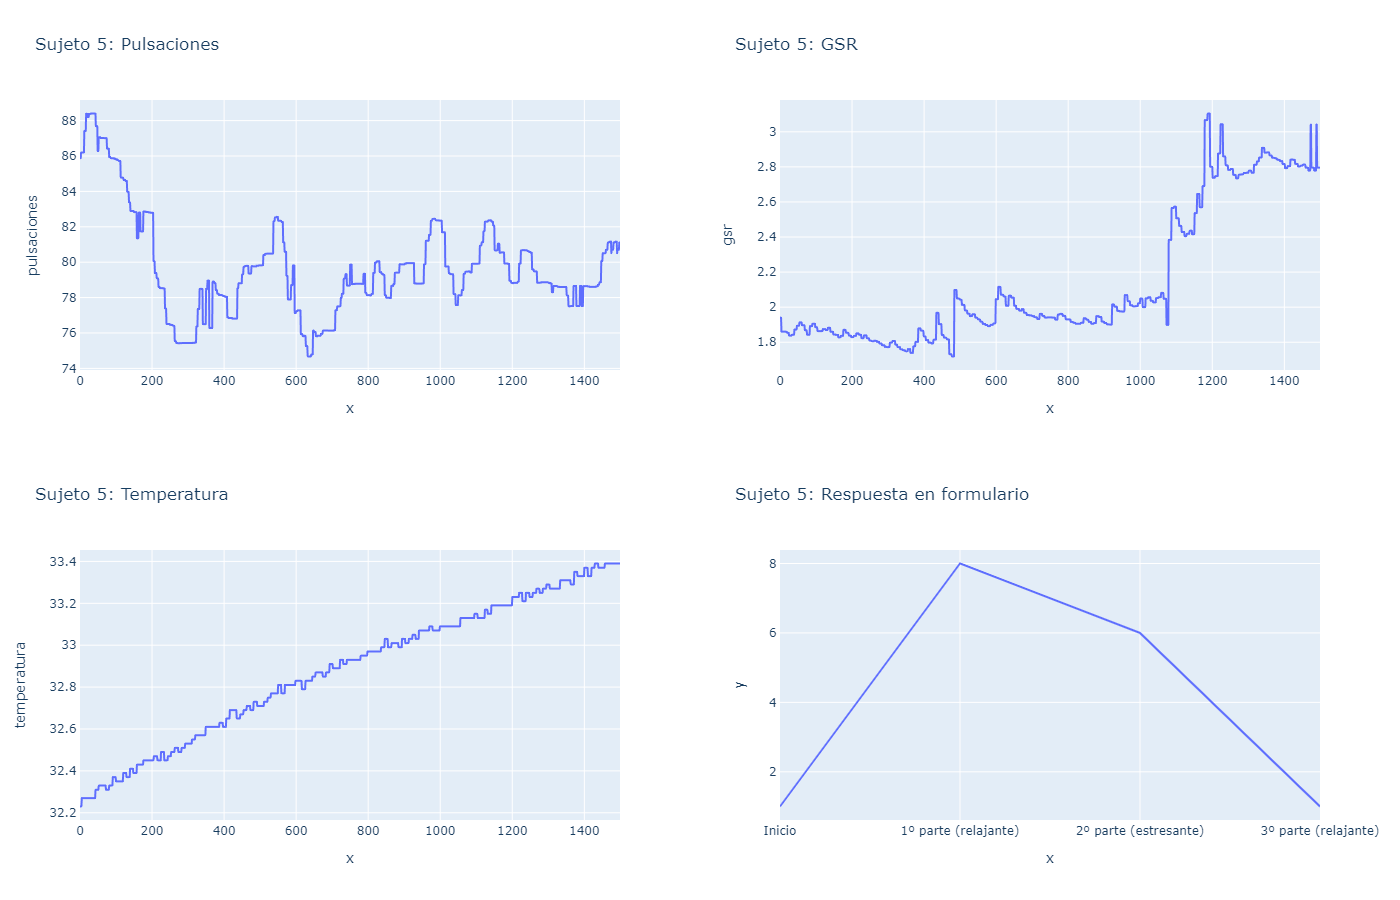 Sujeto 5: Pulsaciones
88
86
84
82
80
78
76
74
pulsaciones
0 200 400 600 800 1000 1200 1400
x
Sujeto 5: GSR
3
2.8
2.6
2.4
2.2
2
1.8
gsr
0 200 400 600 800 1000 1200 1400
x
Sujeto 5: Temperatura
33.4
33.2
33
32.8
32.6
32.4
32.2
temperatura
0 200 400 600 800 1000 1200 1400
x
Sujeto 5: Respuesta en formulario
8
6
4
2
y
Inicio 1º parte (relajante) 2º parte (estresante) 3º parte (relajante)
x